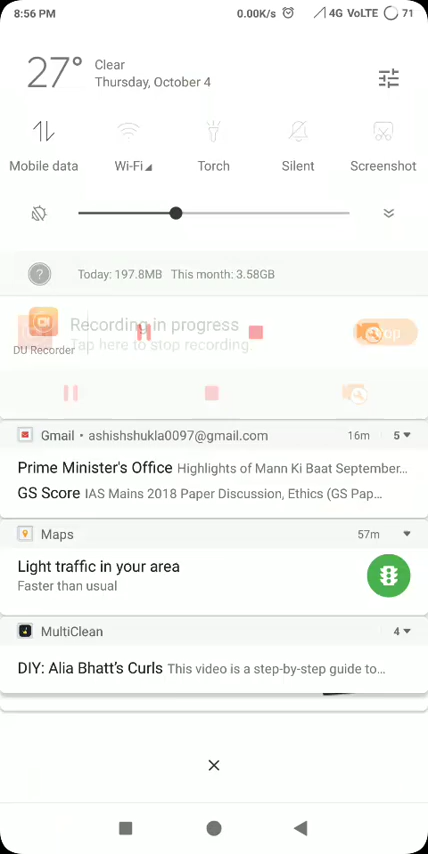 8:56 PM 0.00K/s 4G VoLTE 71
27° Clear
Thursday, October 4
Mobile data Wi-Fi Torch Silent Screenshot
? Today: 197.8MB This month: 3.58GB
Recording in progress
Tap here to stop recording
DU Recorder
Gmail • ashishshukla0097@gmail.com 16m 5
Prime Minister's Office Highlights of Mann Ki Baat September...
GS Score IAS Mains 2018 Paper Discussion, Ethics (GS Pap...
Maps 57m
Light traffic in your area
Faster than usual
MultiClean 4
DIY: Alia Bhatt's Curls This video is a step-by-step guide to...